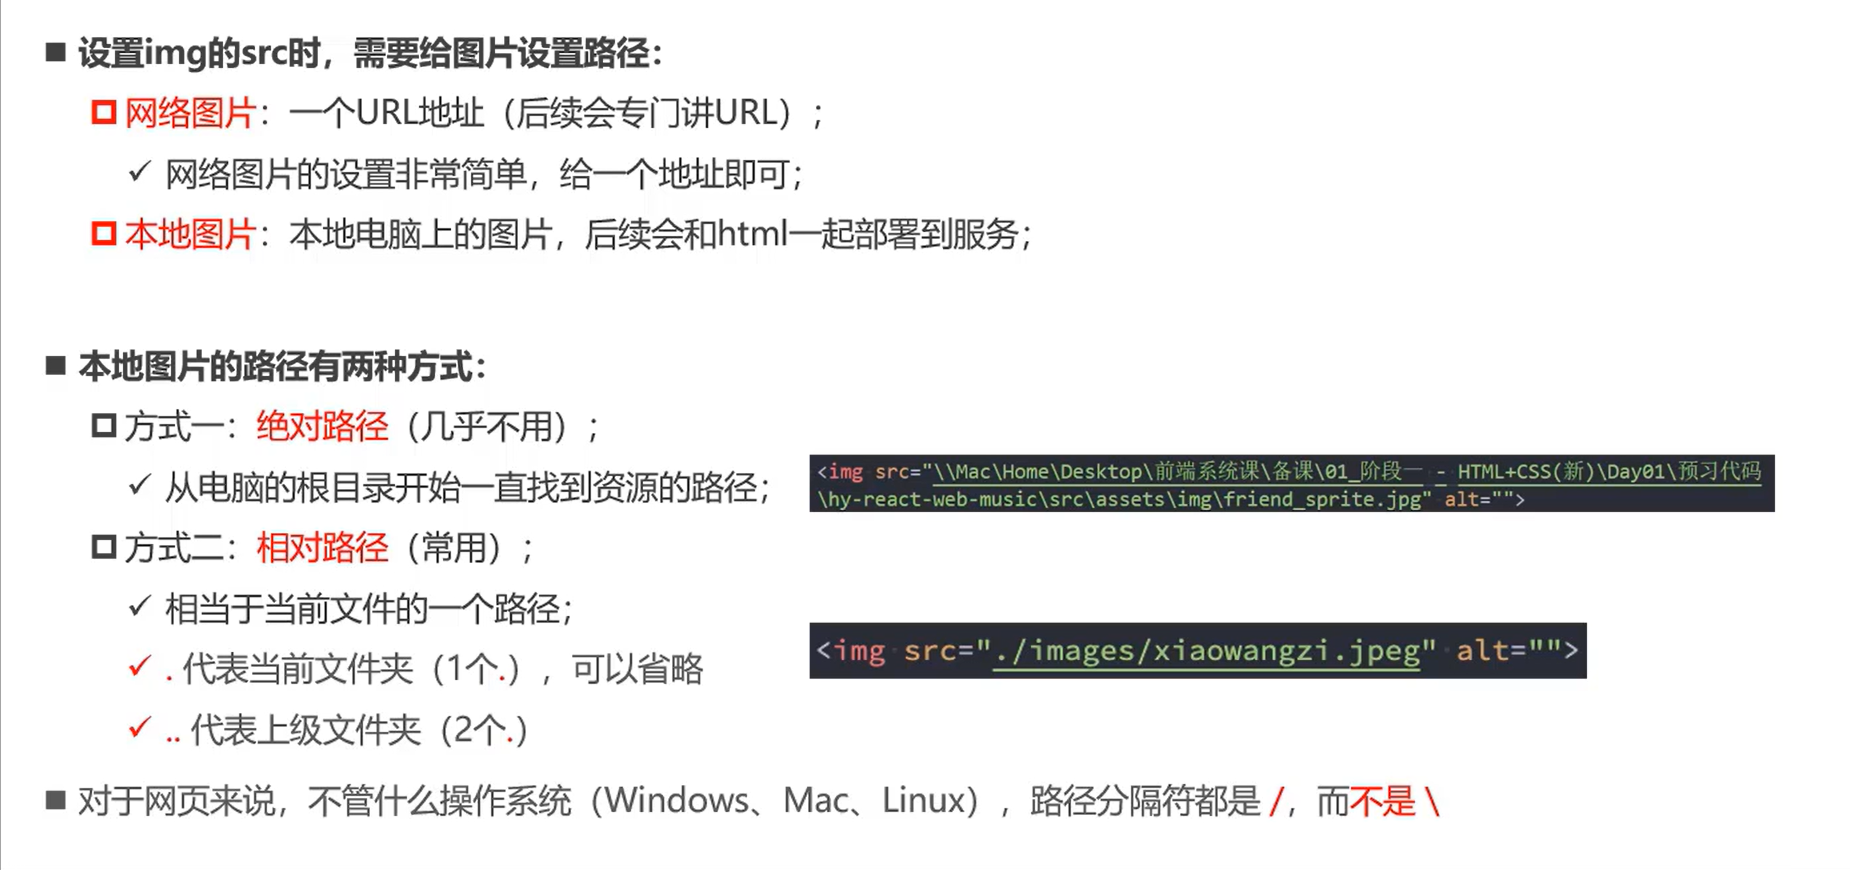 设置img的src时，需要给图片设置路径：
网络图片：一个URL地址（后续会专门讲URL）；
网络图片的设置非常简单，给一个地址即可；
本地图片：本地电脑上的图片，后续会和html一起部署到服务；
本地图片的路径有两种方式：
方式一：绝对路径（几乎不用）；
从电脑的根目录开始一直找到资源的路径；
<img src="\\Mac\Home\Desktop\前端系统课\备课\01_阶段一 - HTML+CSS(新)\Day01\预习代码
\hy-react-web-music\src\assets\img\friend_sprite.jpg" alt="">
方式二：相对路径（常用）；
相当于当前文件的一个路径；
. 代表当前文件夹（1个.），可以省略
<img src="./images/xiaowangzi.jpeg" alt="">
.. 代表上级文件夹（2个.）
对于网页来说，不管什么操作系统（Windows、Mac、Linux），路径分隔符都是 /，而不是 \